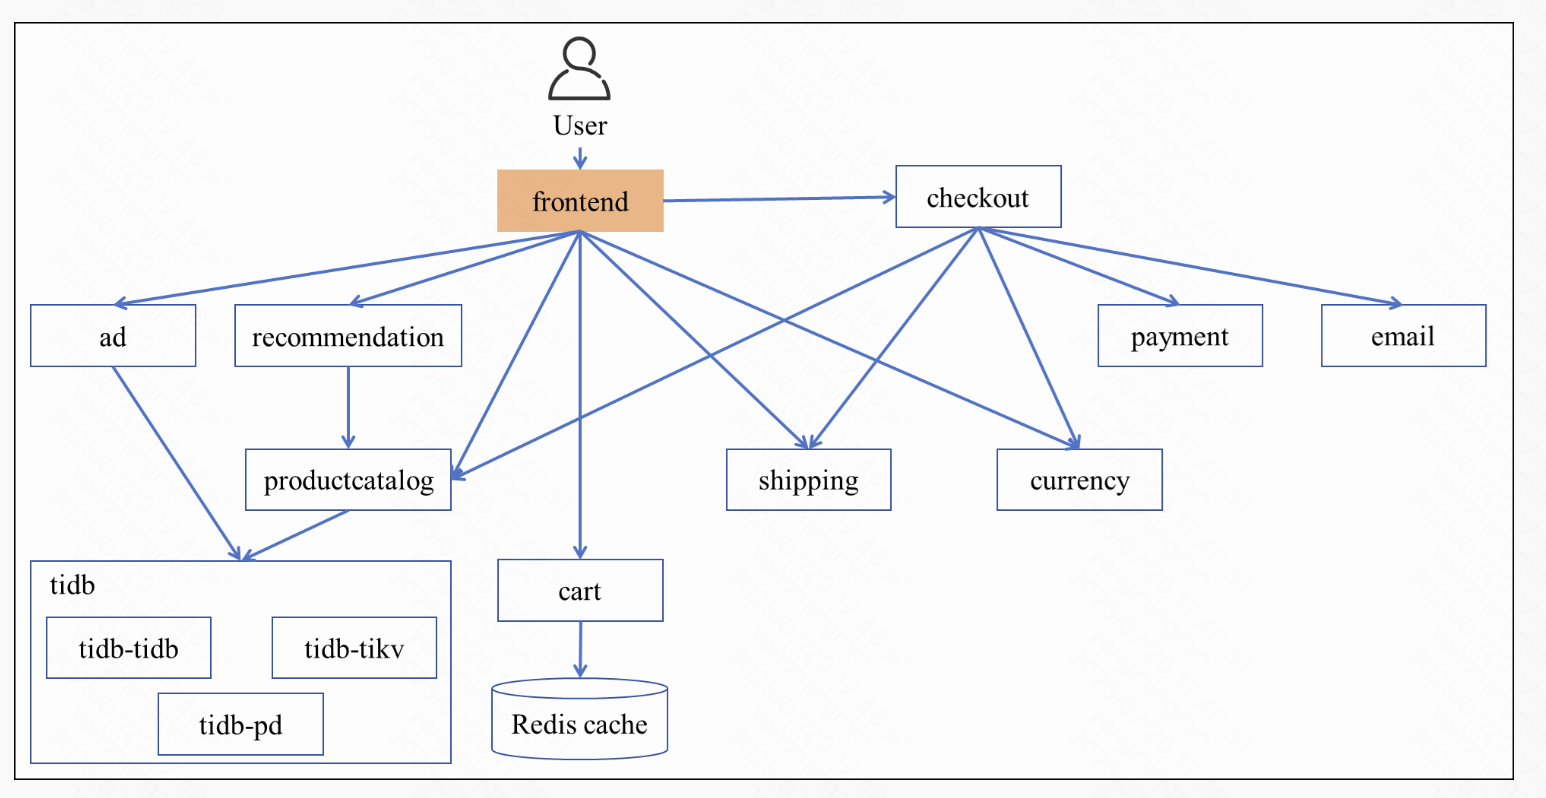 User
frontend
checkout
ad
recommendation
payment
email
productcatalog
shipping
currency
tidb
cart
tidb-tidb
tidb-tikv
tidb-pd
Redis cache